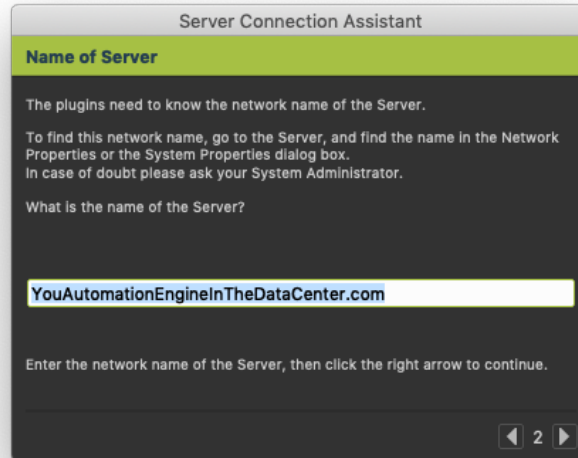 Server Connection Assistant
Name of Server
The plugins need to know the network name of the Server.
To find this network name, go to the Server, and find the name in the Network
Properties or the System Properties dialog box.
In case of doubt please ask your System Administrator.
What is the name of the Server?
YouAutomationEngineInTheDataCenter.com
Enter the network name of the Server, then click the right arrow to continue.
2